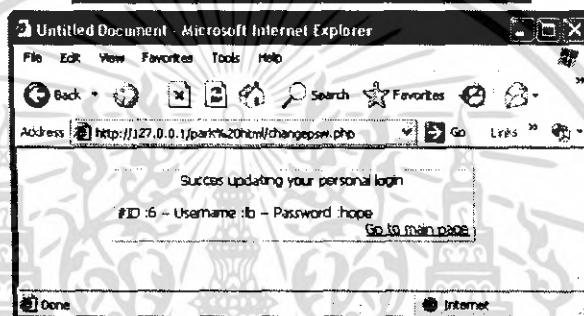 Untitled Document - Microsoft Internet Explorer
File Edit View Favorites Tools Help
Back Search Favorites
Address http://127.0.0.1/park%20html/changepsw.php Go Links »
Succes updating your personal login
#ID :6 -- Username :lb -- Password :hope
Go to main page
Done Internet